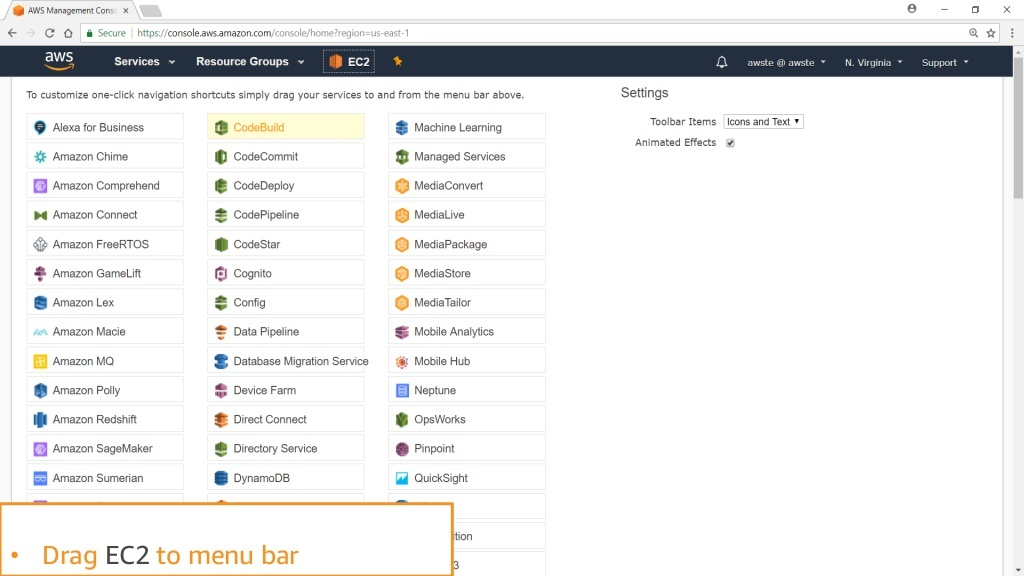 AWS Management Conso
Secure https://console.aws.amazon.com/console/home?region=us-east-1
aws Services Resource Groups EC2 awste @ awste N. Virginia Support
To customize one-click navigation shortcuts simply drag your services to and from the menu bar above.
Settings
Toolbar Items Icons and Text
Animated Effects
Alexa for Business CodeBuild Machine Learning
Amazon Chime CodeCommit Managed Services
Amazon Comprehend CodeDeploy MediaConvert
Amazon Connect CodePipeline MediaLive
Amazon FreeRTOS CodeStar MediaPackage
Amazon GameLift Cognito MediaStore
Amazon Lex Config MediaTailor
Amazon Macie Data Pipeline Mobile Analytics
Amazon MQ Database Migration Service Mobile Hub
Amazon Polly Device Farm Neptune
Amazon Redshift Direct Connect OpsWorks
Amazon SageMaker Directory Service Pinpoint
Amazon Sumerian DynamoDB QuickSight
tion
3
• Drag EC2 to menu bar